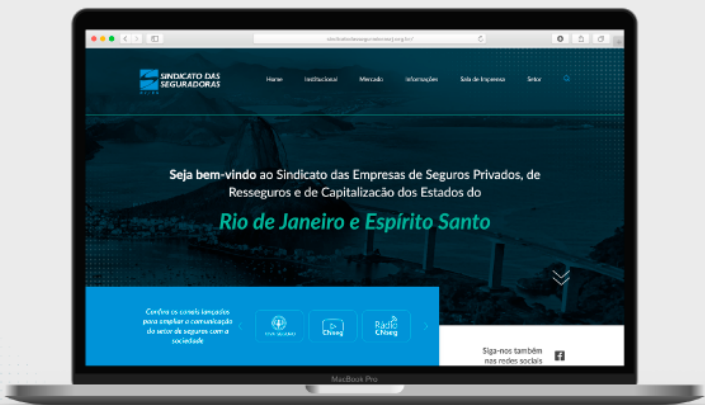 SINDICATO DAS
SEGURADORAS
Home Institucional Mercado Informações Sala de Imprensa Setor
Seja bem-vindo ao Sindicato das Empresas de Seguros Privados, de
Resseguros e de Capitalizacão dos Estados do
Rio de Janeiro e Espírito Santo
Confira os canais lançados
para ampliar a comunicação
do setor de seguros com a
sociedade
CNseg
Rádio
CNseg
Siga-nos também
nas redes sociais
MacBook Pro